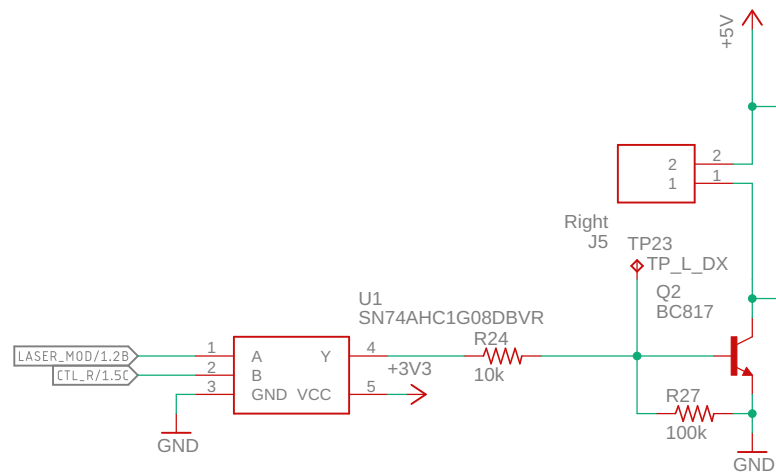 +5V
2
2
1
1
Right
J5
TP23
TP_L_DX
Q2
BC817
U1
SN74AHC1G08DBVR
R24
10k
LASER_MOD/1.2B
1
A
Y
4
CTL_R/1.5C
2
B
+3V3
3
GND
VCC
5
R27
100k
GND
GND